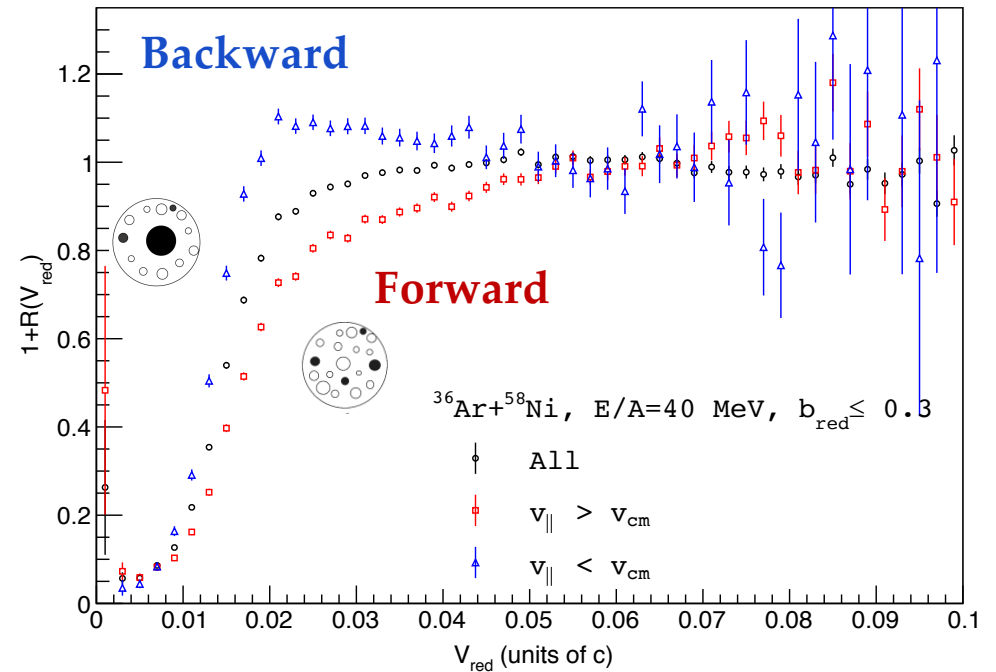 Backward
Forward
³⁶Ar+⁵⁸Ni, E/A=40 MeV, b_red≤ 0.3
All
v_∥ > v_cm
v_∥ < v_cm
1.2
1
0.8
0.6
0.4
0.2
0
1+R(V_red)
0 0.01 0.02 0.03 0.04 0.05 0.06 0.07 0.08 0.09 0.1
V_red (units of c)